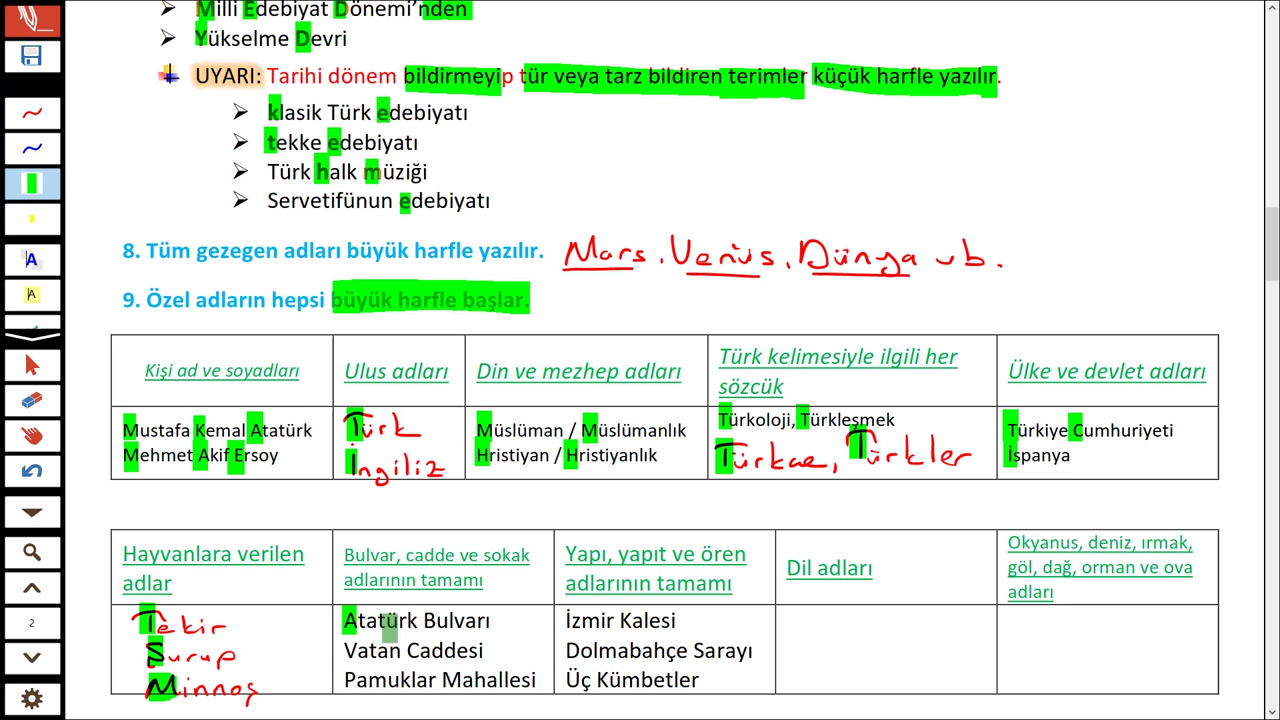 Milli Edebiyat Dönemi’nden
Yükselme Devri
UYARI: Tarihi dönem bildirmeyip tür veya tarz bildiren terimler küçük harfle yazılır.
klasik Türk edebiyatı
tekke edebiyatı
Türk halk müziği
Servetifünun edebiyatı
8. Tüm gezegen adları büyük harfle yazılır. Mars, Venüs, Dünya vb.
9. Özel adların hepsi büyük harfle başlar.
Kişi ad ve soyadları
Ulus adları
Din ve mezhep adları
Türk kelimesiyle ilgili her
sözcük
Ülke ve devlet adları
Mustafa Kemal Atatürk
Mehmet Akif Ersoy
Türk
İngiliz
Müslüman / Müslümanlık
Hristiyan / Hristiyanlık
Türkoloji, Türkleşmek
Türkçe, Türkler
Türkiye Cumhuriyeti
İspanya
Hayvanlara verilen
adlar
Bulvar, cadde ve sokak
adlarının tamamı
Yapı, yapıt ve ören
adlarının tamamı
Dil adları
Okyanus, deniz, ırmak,
göl, dağ, orman ve ova
adları
Tekir
Şurup
Minnoş
Atatürk Bulvarı
Vatan Caddesi
Pamuklar Mahallesi
İzmir Kalesi
Dolmabahçe Sarayı
Üç Kümbetler
A
A
2